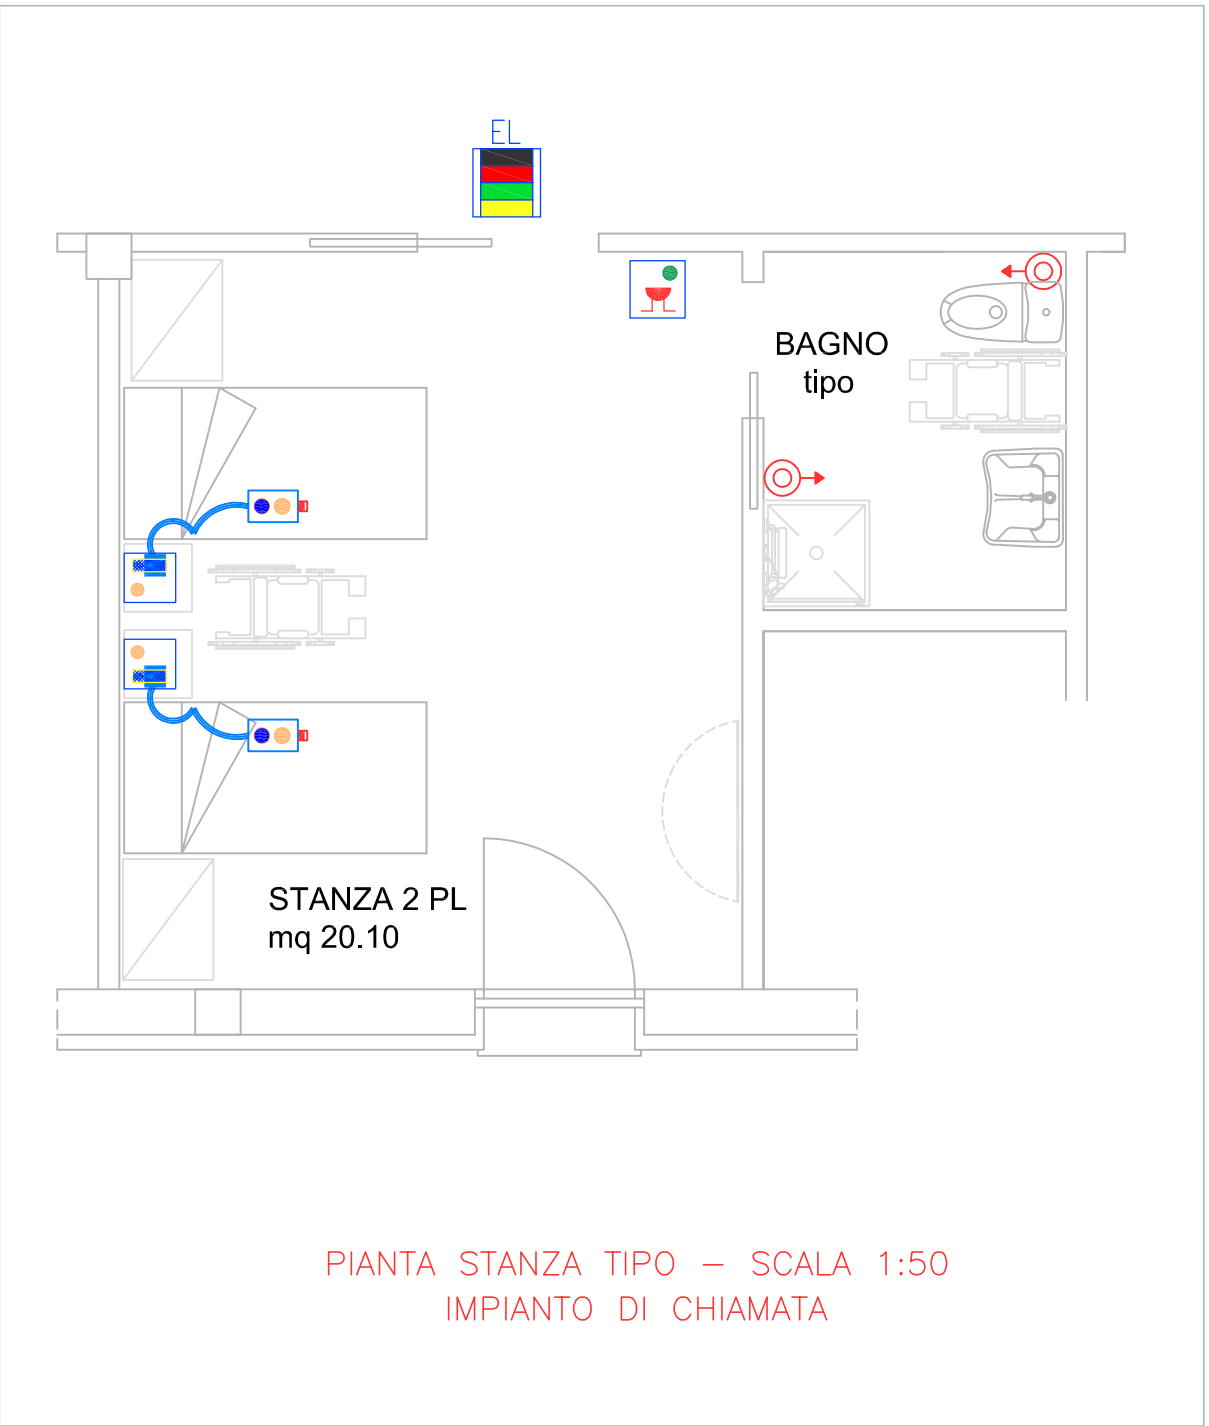 EL
BAGNO
tipo
STANZA 2 PL
mq 20.10
PIANTA STANZA TIPO – SCALA 1:50
IMPIANTO DI CHIAMATA